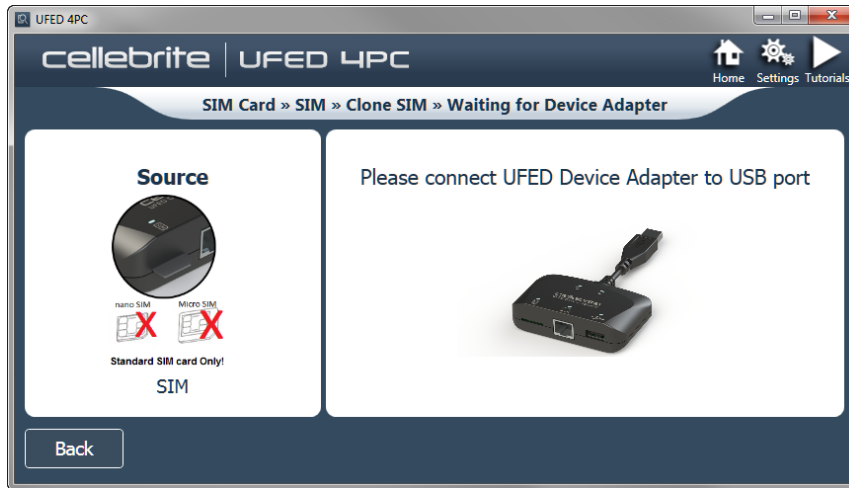 UFED 4PC
cellebrite UFED 4PC
Home Settings Tutorials
SIM Card » SIM » Clone SIM » Waiting for Device Adapter
Source
nano SIM Micro SIM
X X
Standard SIM card Only!
SIM
Please connect UFED Device Adapter to USB port
Back